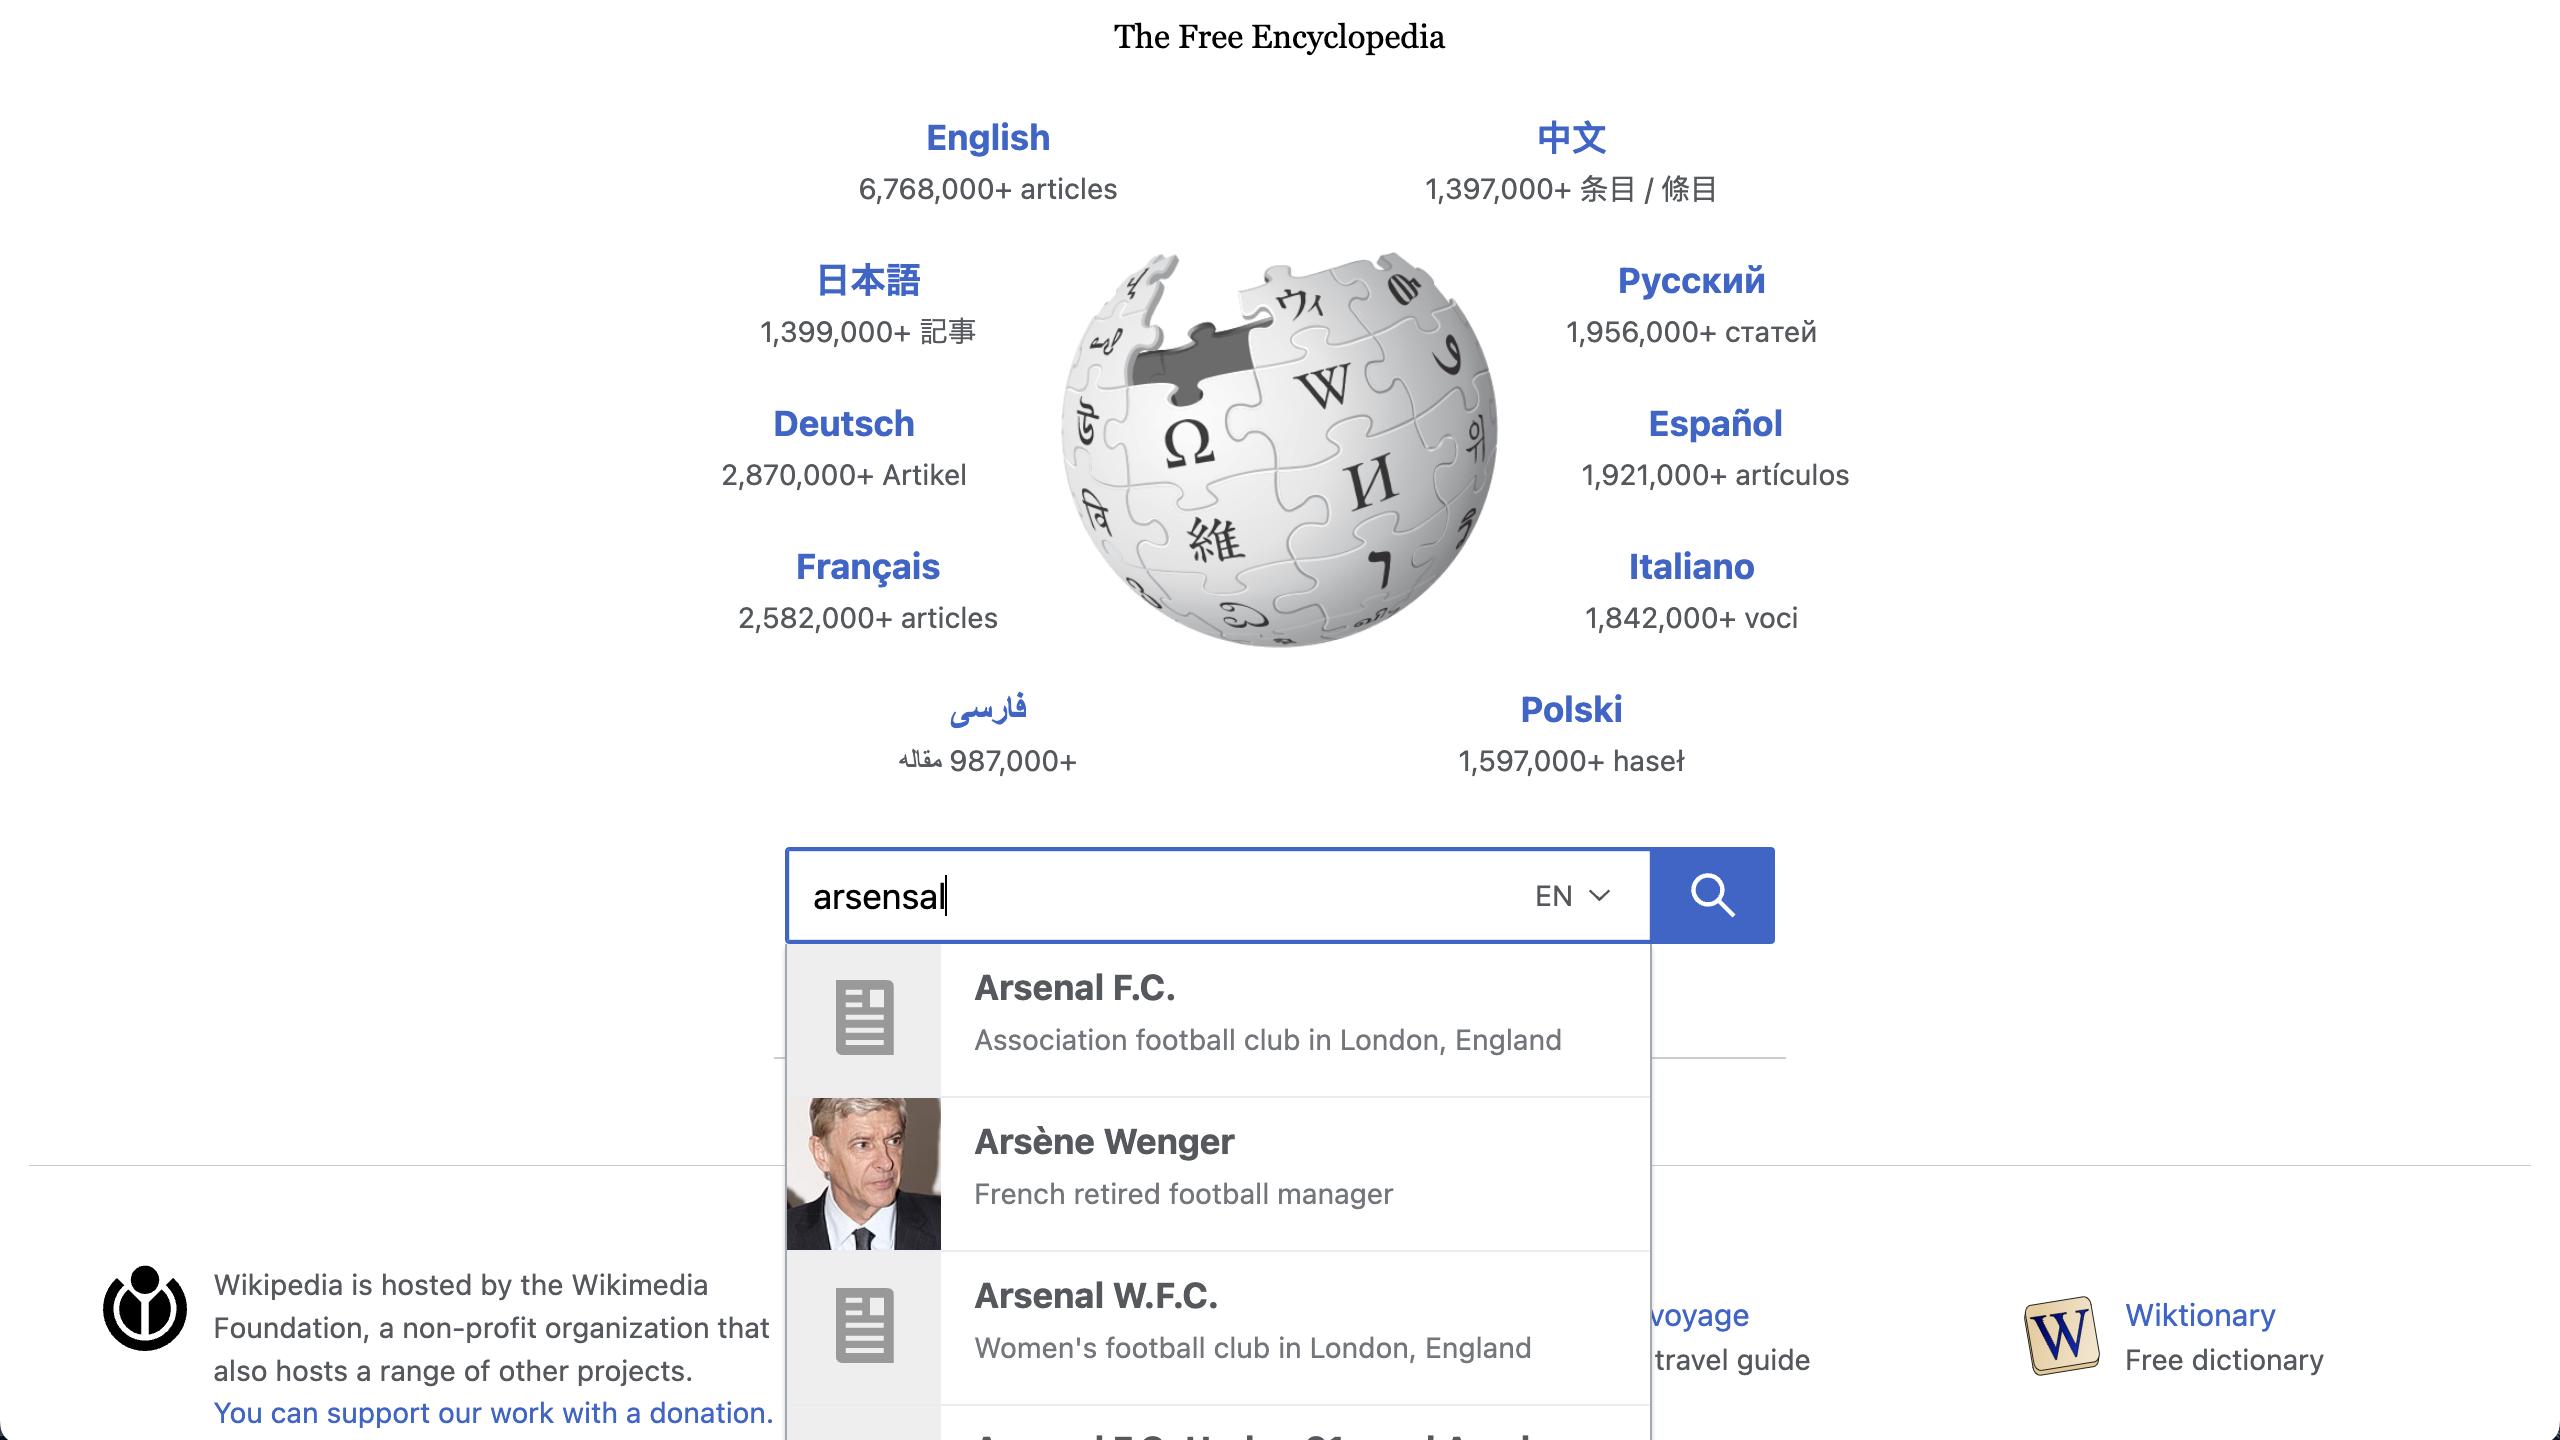 The Free Encyclopedia
English
6,768,000+ articles
中文
1,397,000+ 条目 / 條目
日本語
1,399,000+ 記事
Русский
1,956,000+ статей
Deutsch
2,870,000+ Artikel
Español
1,921,000+ artículos
Français
2,582,000+ articles
Italiano
1,842,000+ voci
فارسی
987,000+ مقاله
Polski
1,597,000+ haseł
Ω
W
И
維
ウィ
arsensal
EN
Arsenal F.C.
Association football club in London, England
Arsène Wenger
French retired football manager
Arsenal W.F.C.
Women's football club in London, England
Wikipedia is hosted by the Wikimedia
Foundation, a non-profit organization that
also hosts a range of other projects.
You can support our work with a donation.
voyage
travel guide
W
Wiktionary
Free dictionary